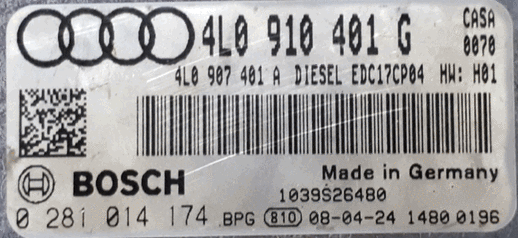 4L0 910 401 G CASA
0070
4L0 907 401 A DIESEL EDC17CP04 HW: H01
Made in Germany
BOSCH
1039S26480
0 281 014 174 BPG 810 08-04-24 1480 0196